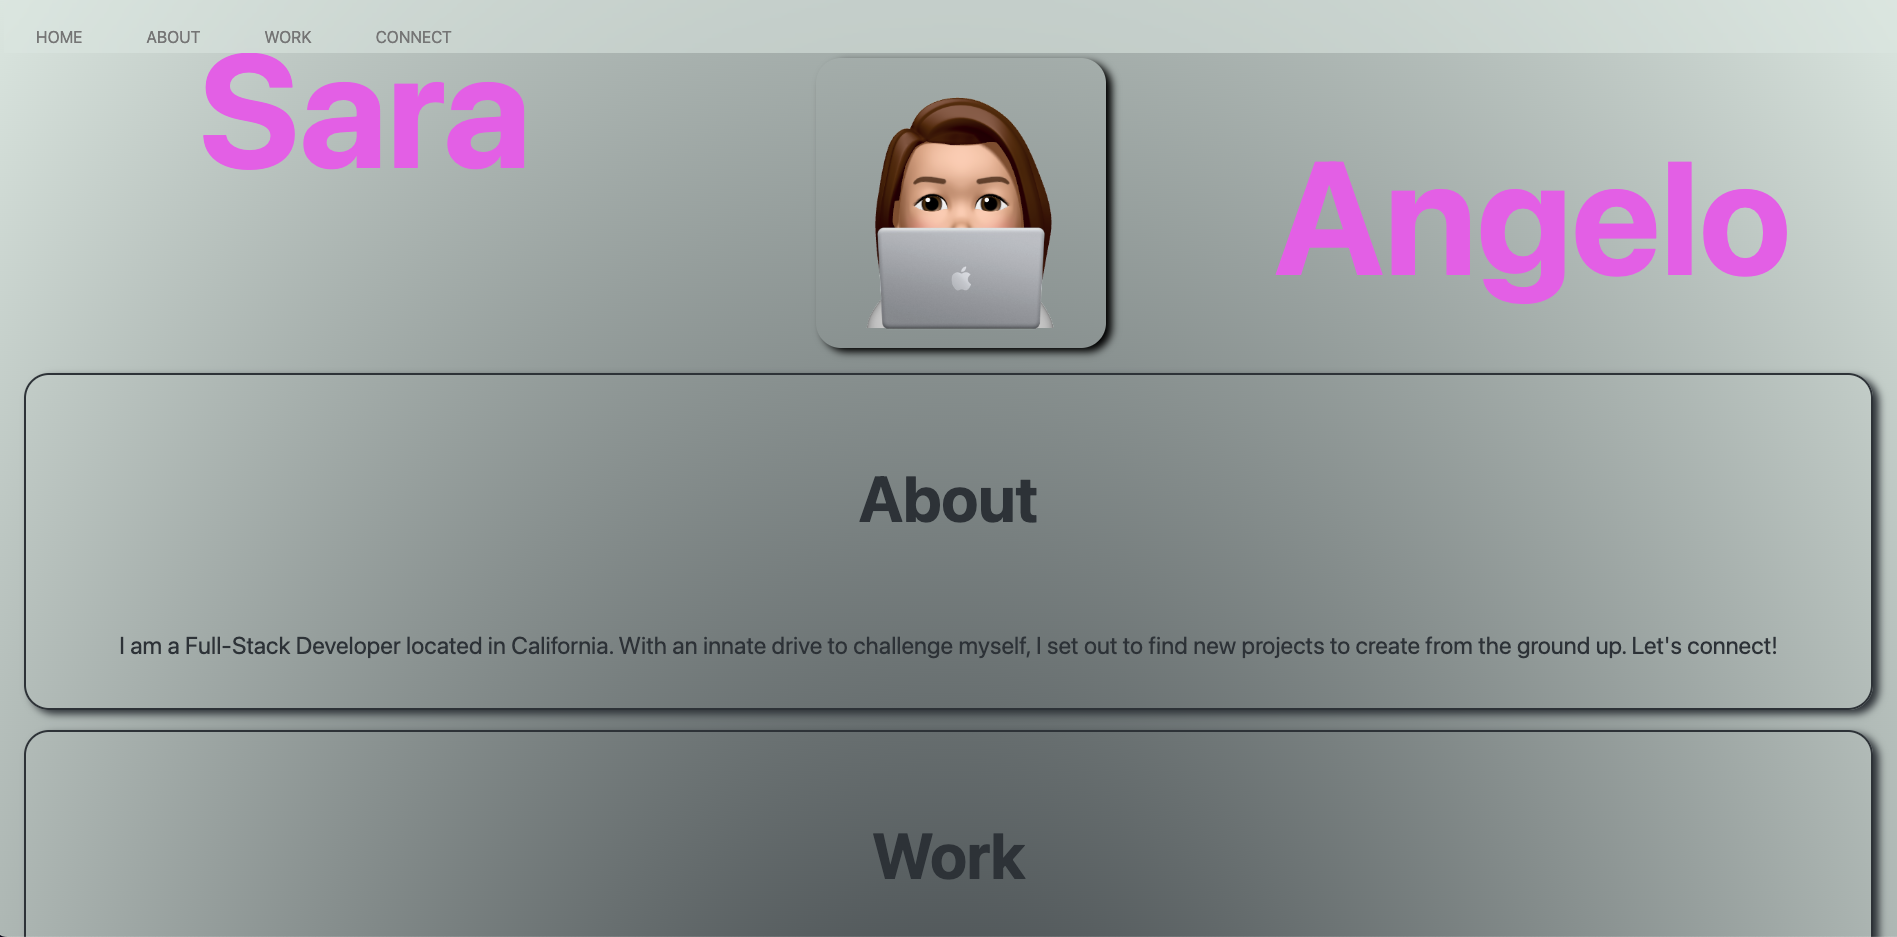 HOME ABOUT WORK CONNECT
Sara
Angelo
About
I am a Full-Stack Developer located in California. With an innate drive to challenge myself, I set out to find new projects to create from the ground up. Let's connect!
Work